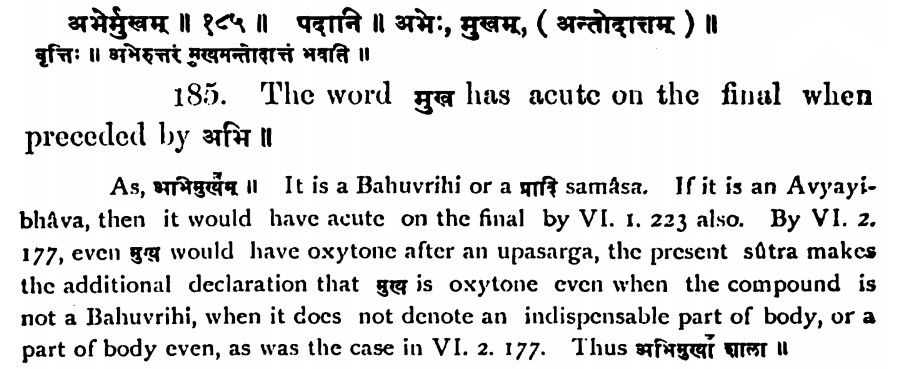 अभेर्मुखम् ॥ १८५ ॥ पदानि ॥ अभेः, मुखम्, ( अन्तोदात्तम् ) ॥
वृत्तिः ॥ अभेरुत्तरं मुखमन्तोदात्तं भवति ॥
185. The word मुख has acute on the final when
preceded by अभि ॥
As, अभिमुखम्॑ ॥ It is a Bahuvrihi or a प्रादि samâsa. If it is an Avyayi-
bhâva, then it would have acute on the final by VI. 1. 223 also. By VI. 2.
177, even मुख would have oxytone after an upasarga, the present sûtra makes
the additional declaration that मुख is oxytone even when the compound is
not a Bahuvrihi, when it does not denote an indispensable part of body, or a
part of body even, as was the case in VI. 2. 177. Thus अभिमुखा॑ शाला ॥